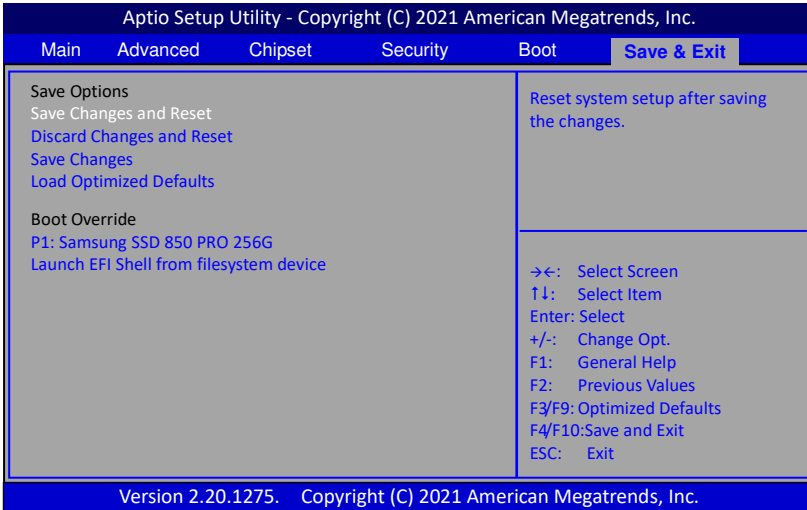 Aptio Setup Utility - Copyright (C) 2021 American Megatrends, Inc.
Main Advanced Chipset Security Boot Save & Exit
Save Options
Save Changes and Reset
Discard Changes and Reset
Save Changes
Load Optimized Defaults
Boot Override
P1: Samsung SSD 850 PRO 256G
Launch EFI Shell from filesystem device
Reset system setup after saving
the changes.
→←: Select Screen
↑↓: Select Item
Enter: Select
+/-: Change Opt.
F1: General Help
F2: Previous Values
F3/F9: Optimized Defaults
F4/F10:Save and Exit
ESC: Exit
Version 2.20.1275. Copyright (C) 2021 American Megatrends, Inc.